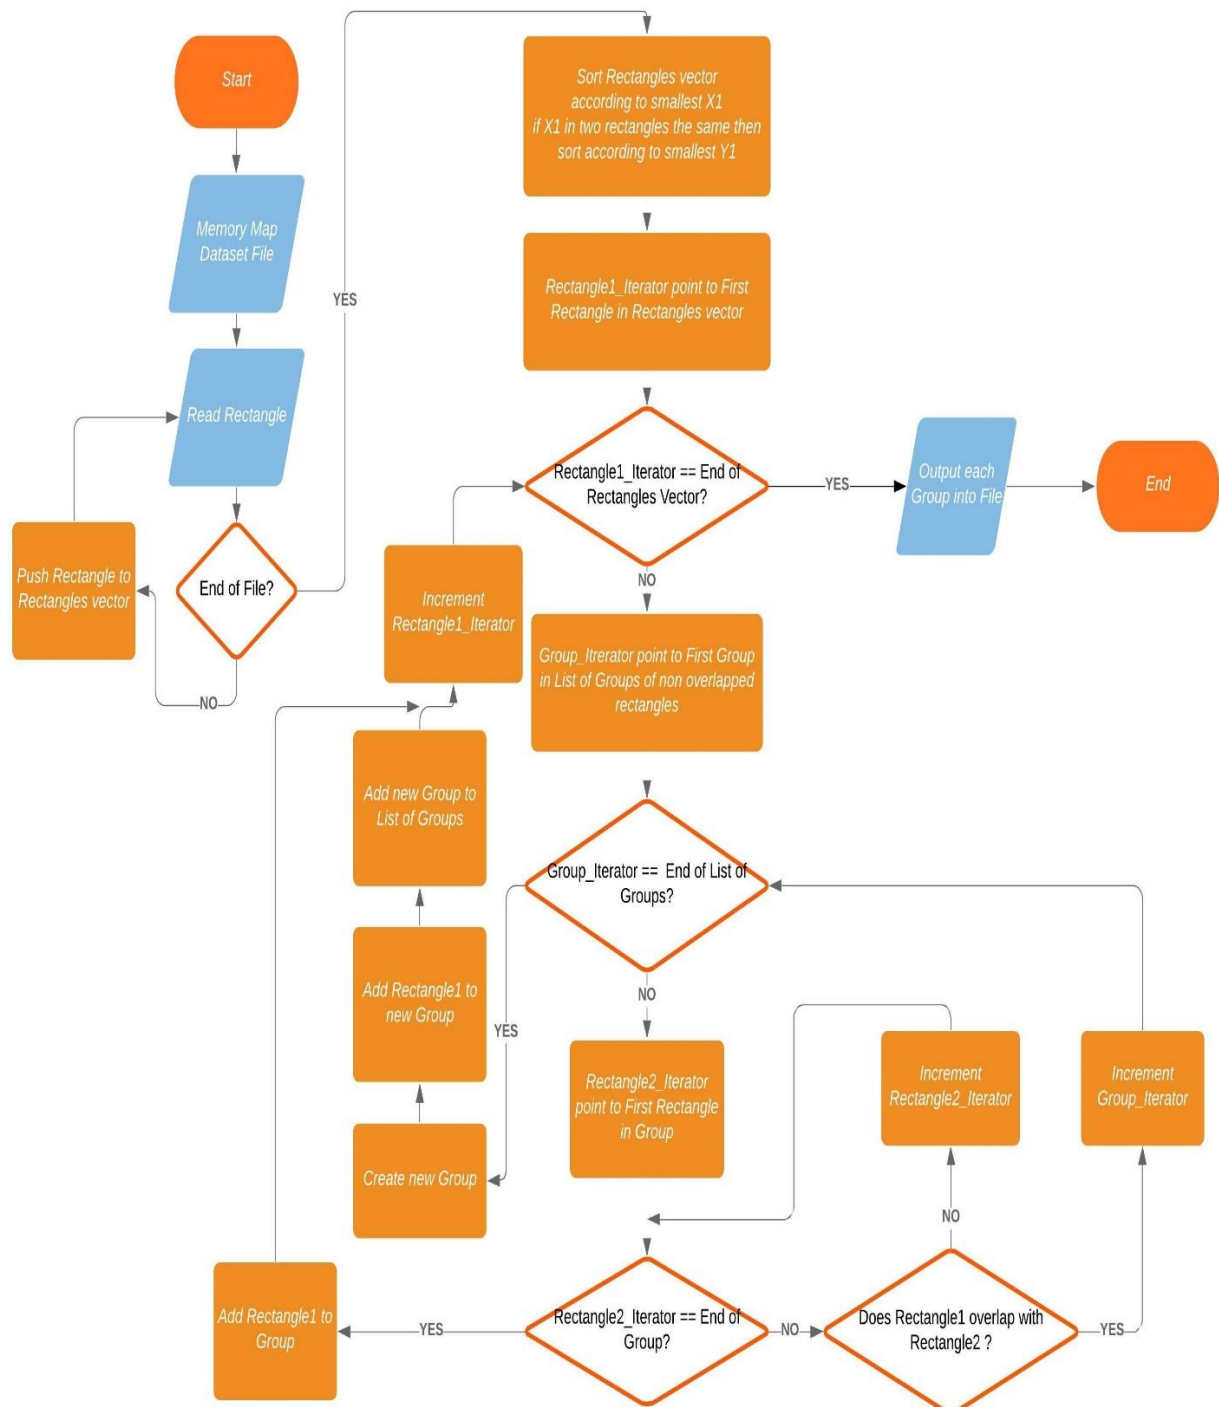 Start
Memory Map
Dataset File
Read Rectangle
End of File?
NO
Push Rectangle to
Rectangles vector
YES
Sort Rectangles vector
according to smallest X1
if X1 in two rectangles the same then
sort according to smallest Y1
Rectangle1_Iterator point to First
Rectangle in Rectangles vector
Rectangle1_Iterator == End of
Rectangles Vector?
YES
Output each
Group into File
End
NO
Increment
Rectangle1_Iterator
Group_Itrerator point to First Group
in List of Groups of non overlapped
rectangles
Group_Iterator == End of List of
Groups?
YES
Create new Group
Add Rectangle1 to
new Group
Add new Group to
List of Groups
NO
Rectangle2_Iterator
point to First Rectangle
in Group
Rectangle2_Iterator == End of
Group?
YES
Add Rectangle1 to
Group
NO
Does Rectangle1 overlap with
Rectangle2 ?
NO
Increment
Rectangle2_Iterator
YES
Increment
Group_Iterator